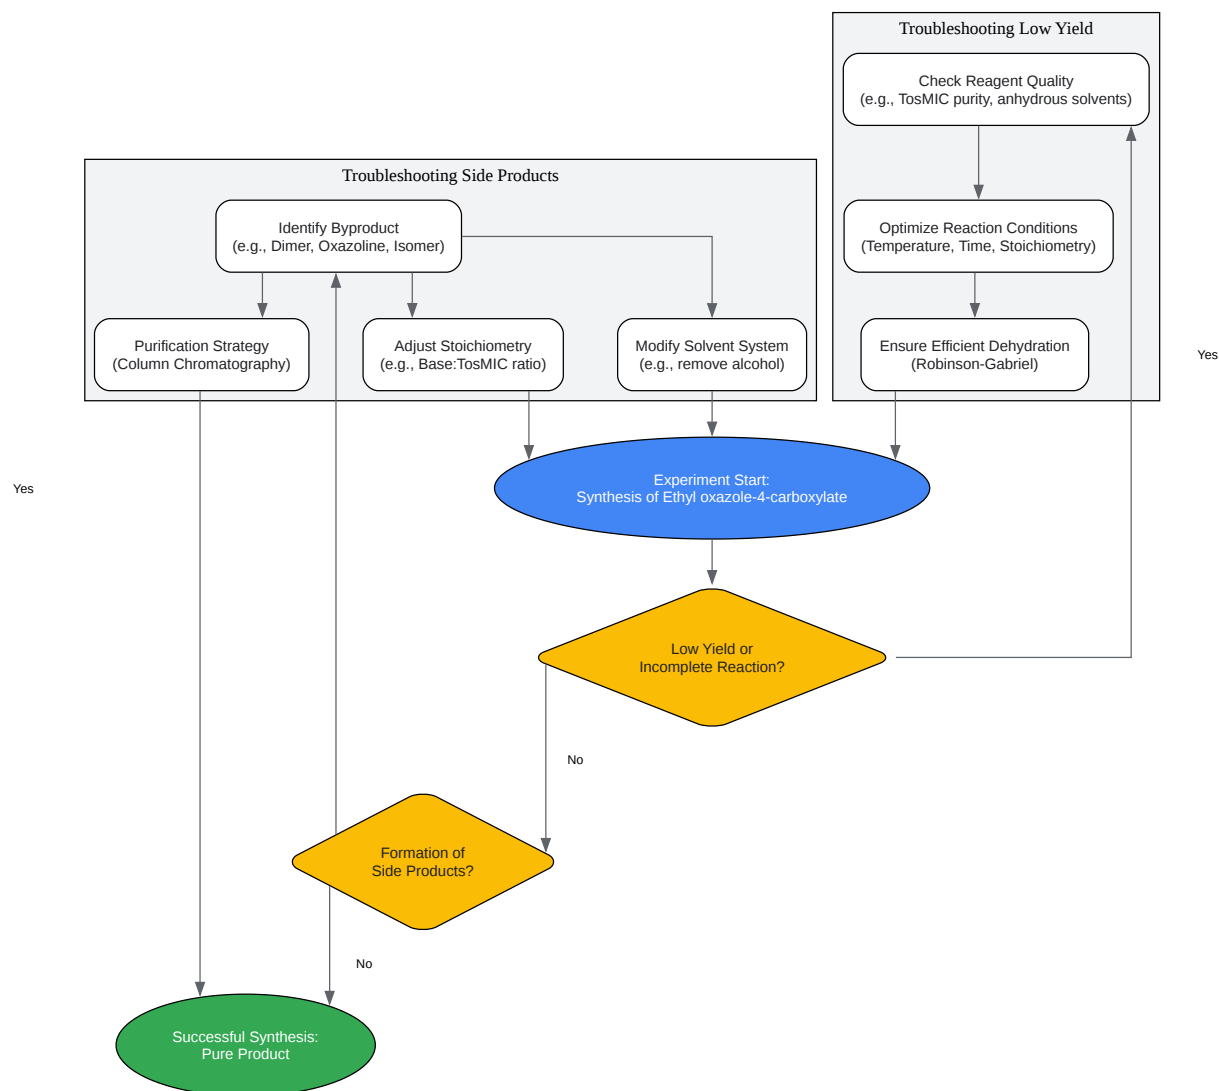 Troubleshooting Low Yield
Check Reagent Quality
(e.g., TosMIC purity, anhydrous solvents)
Troubleshooting Side Products
Identify Byproduct
(e.g., Dimer, Oxazoline, Isomer)
Optimize Reaction Conditions
(Temperature, Time, Stoichiometry)
Purification Strategy
(Column Chromatography)
Adjust Stoichiometry
(e.g., Base:TosMIC ratio)
Modify Solvent System
(e.g., remove alcohol)
Ensure Efficient Dehydration
(Robinson-Gabriel)
Yes
Yes
Experiment Start:
Synthesis of Ethyl oxazole-4-carboxylate
Low Yield or
Incomplete Reaction?
No
Formation of
Side Products?
No
Successful Synthesis:
Pure Product